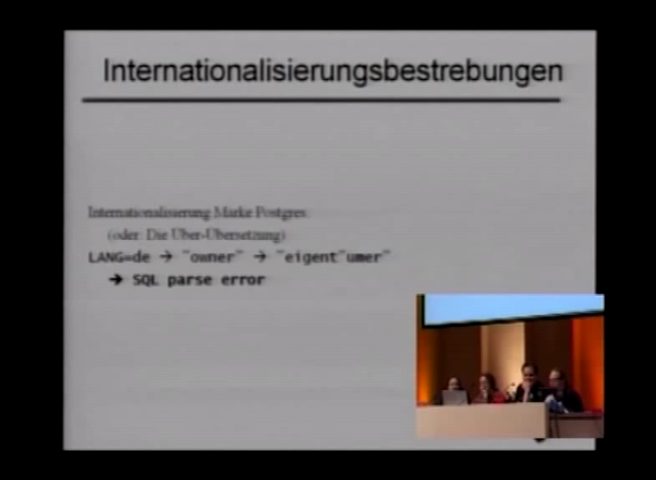 Internationalisierungsbestrebungen
Internationalisierung Marke Postgres
(oder: Die Über-Übersetzung)
LANG=de → "owner" → "eigent"umer"
→ SQL parse error